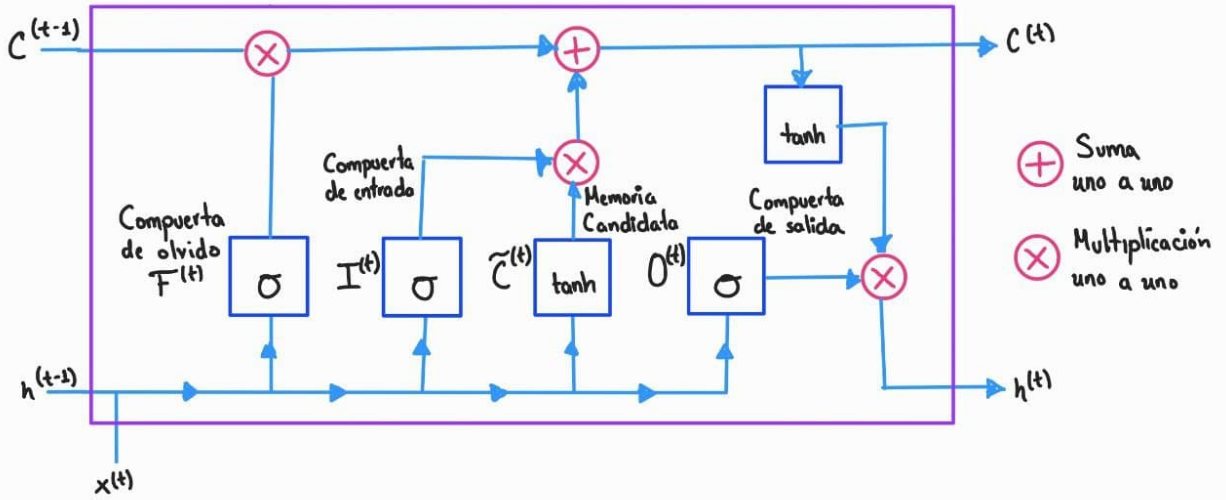 C^(t-1)
C^(t)
tanh
Suma
uno a uno
Compuerta
de entrada
Memoria
Candidata
Compuerta
de salida
Multiplicación
uno a uno
Compuerta
de olvido
F^(t)
σ
I^(t)
σ
C̃^(t)
tanh
O^(t)
σ
h^(t-1)
h^(t)
x^(t)